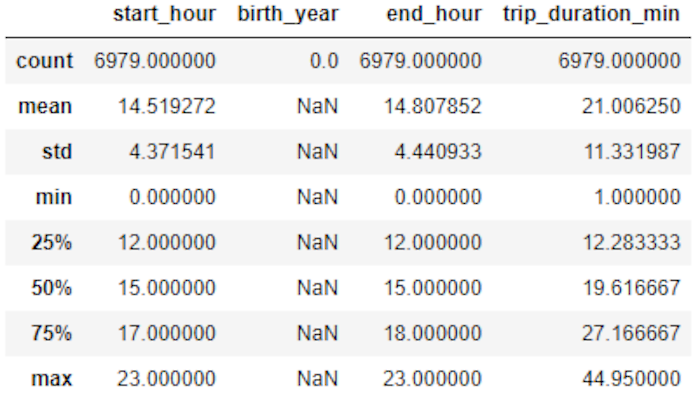 start_hour birth_year end_hour trip_duration_min
count 6979.000000 0.0 6979.000000 6979.000000
mean 14.519272 NaN 14.807852 21.006250
std 4.371541 NaN 4.440933 11.331987
min 0.000000 NaN 0.000000 1.000000
25% 12.000000 NaN 12.000000 12.283333
50% 15.000000 NaN 15.000000 19.616667
75% 17.000000 NaN 18.000000 27.166667
max 23.000000 NaN 23.000000 44.950000